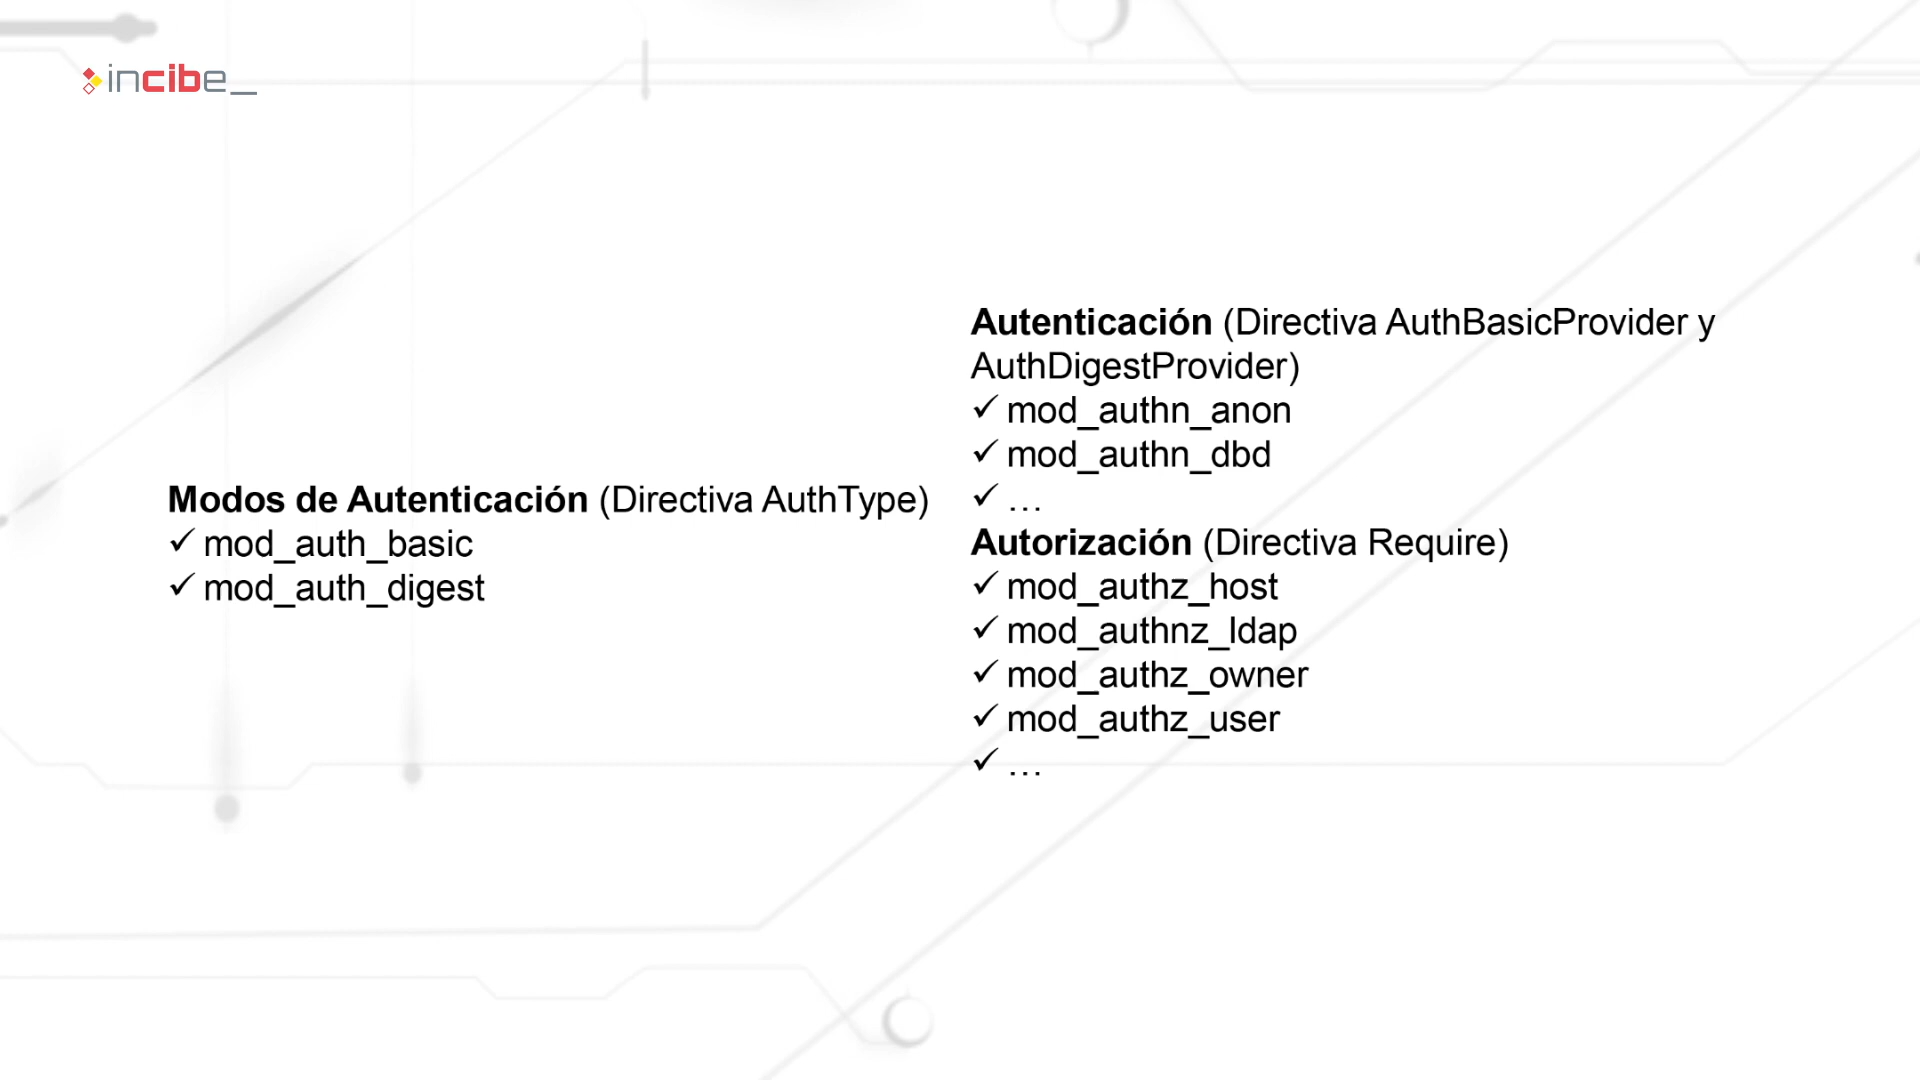 incibe_
Modos de Autenticación (Directiva AuthType)
✓ mod_auth_basic
✓ mod_auth_digest
Autenticación (Directiva AuthBasicProvider y
AuthDigestProvider)
✓ mod_authn_anon
✓ mod_authn_dbd
✓ …
Autorización (Directiva Require)
✓ mod_authz_host
✓ mod_authnz_ldap
✓ mod_authz_owner
✓ mod_authz_user
✓ …